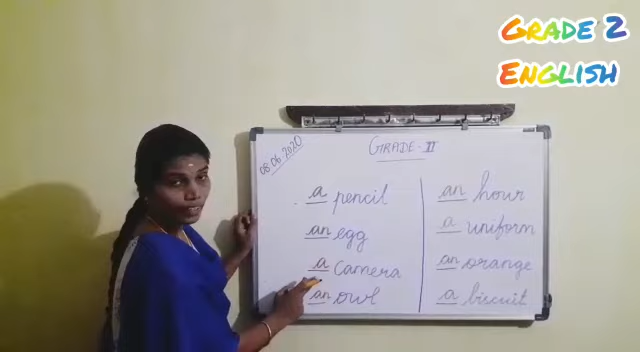 GRADE 2
ENGLISH
08.06.2020
GRADE - II
a pencil
an egg
a camera
an owl
an hour
a uniform
an orange
a biscuit